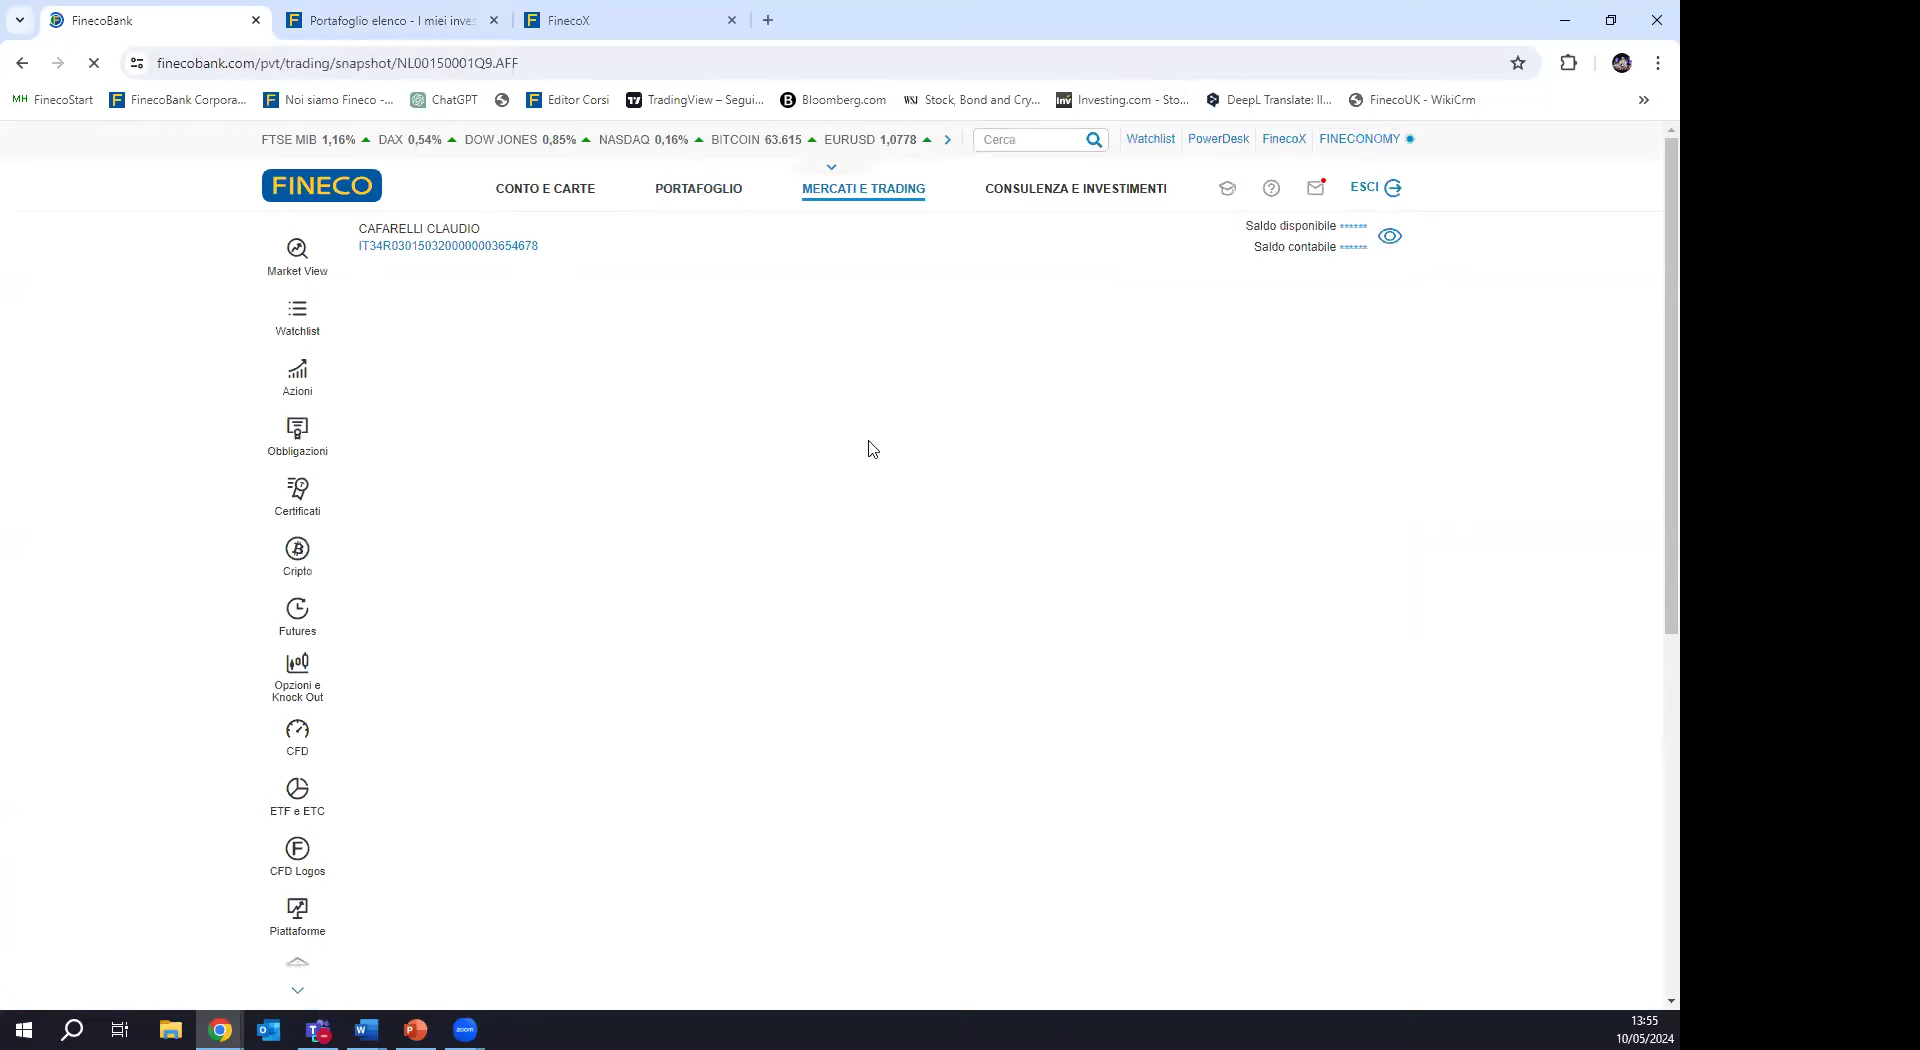 FinecoBank
Portafoglio elenco - I miei inve
FinecoX
finecobank.com/pvt/trading/snapshot/NL00150001Q9.AFF
MH FinecoStart
FinecoBank Corpora...
Noi siamo Fineco -...
ChatGPT
Editor Corsi
TradingView – Segui...
Bloomberg.com
WSJ Stock, Bond and Cry...
Inv Investing.com - Sto...
DeepL Translate: Il...
FinecoUK - WikiCrm
FTSE MIB 1,16% DAX 0,54% DOW JONES 0,85% NASDAQ 0,16% BITCOIN 63.615 EURUSD 1,0778
Cerca
Watchlist
PowerDesk
FinecoX
FINECONOMY
FINECO
CONTO E CARTE
PORTAFOGLIO
MERCATI E TRADING
CONSULENZA E INVESTIMENTI
ESCI
CAFARELLI CLAUDIO
IT34R0301503200000003654678
Saldo disponibile ******
Saldo contabile ******
Market View
Watchlist
Azioni
Obbligazioni
Certificati
Cripto
Futures
Opzioni e
Knock Out
CFD
ETF e ETC
CFD Logos
Piattaforme
zoom
13:55
10/05/2024